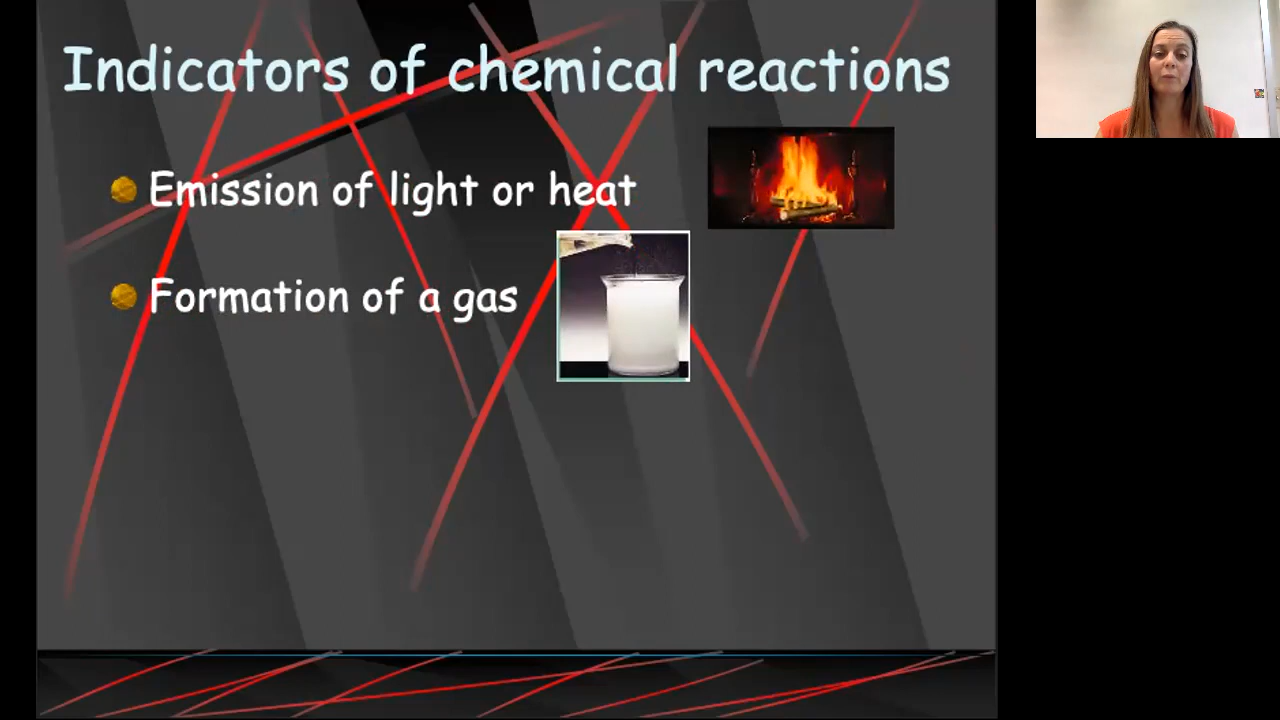 Indicators of chemical reactions
Emission of light or heat
Formation of a gas